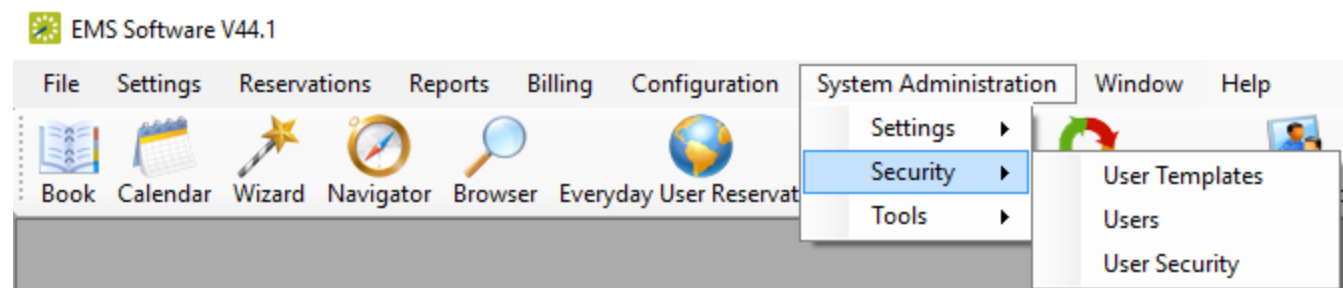 EMS Software V44.1
File Settings Reservations Reports Billing Configuration System Administration Window Help
Settings
Security
Tools
Book Calendar Wizard Navigator Browser Everyday User Reservat
User Templates
Users
User Security